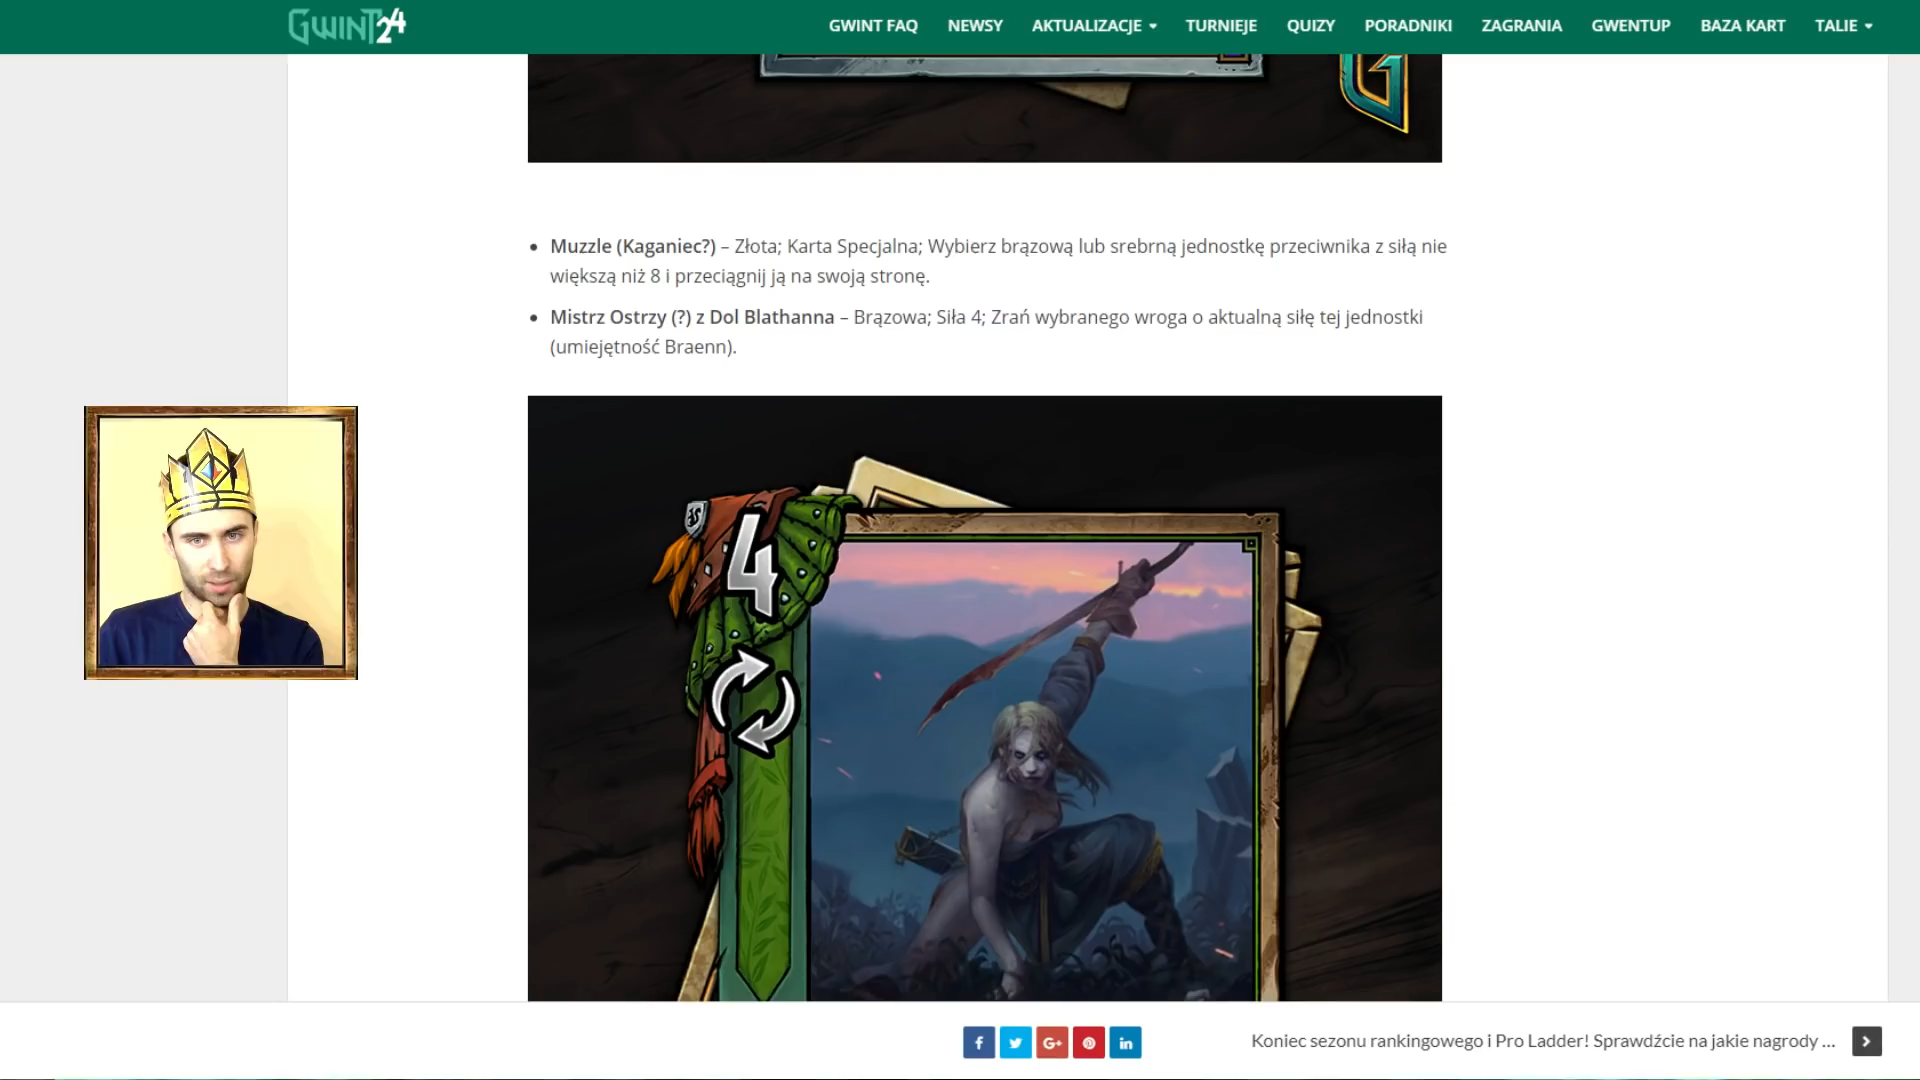 GWINT24
GWINT FAQ NEWSY AKTUALIZACJE TURNIEJE QUIZY PORADNIKI ZAGRANIA GWENTUP BAZA KART TALIE
Muzzle (Kaganiec?) – Złota; Karta Specjalna; Wybierz brązową lub srebrną jednostkę przeciwnika z siłą nie
większą niż 8 i przeciągnij ją na swoją stronę.
Mistrz Ostrzy (?) z Dol Blathanna – Brązowa; Siła 4; Zrań wybranego wroga o aktualną siłę tej jednostki
(umiejętność Braenn).
4
f G+ in
Koniec sezonu rankingowego i Pro Ladder! Sprawdźcie na jakie nagrody ...